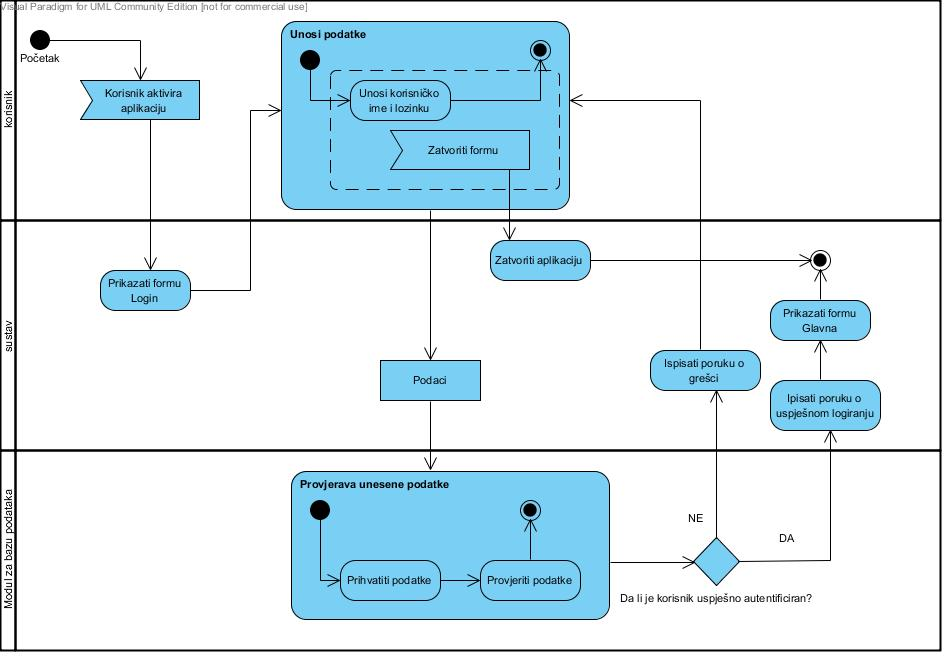 Visual Paradigm for UML Community Edition [not for commercial use]
korisnik
Početak
Korisnik aktivira
aplikaciju
Unosi podatke
Unosi korisničko
ime i lozinku
Zatvoriti formu
sustav
Prikazati formu
Login
Zatvoriti aplikaciju
Prikazati formu
Glavna
Podaci
Ispisati poruku o
grešci
Ipisati poruku o
uspješnom logiranju
Modul za bazu podataka
Provjerava unesene podatke
Prihvatiti podatke
Provjeriti podatke
NE
DA
Da li je korisnik uspješno autentificiran?